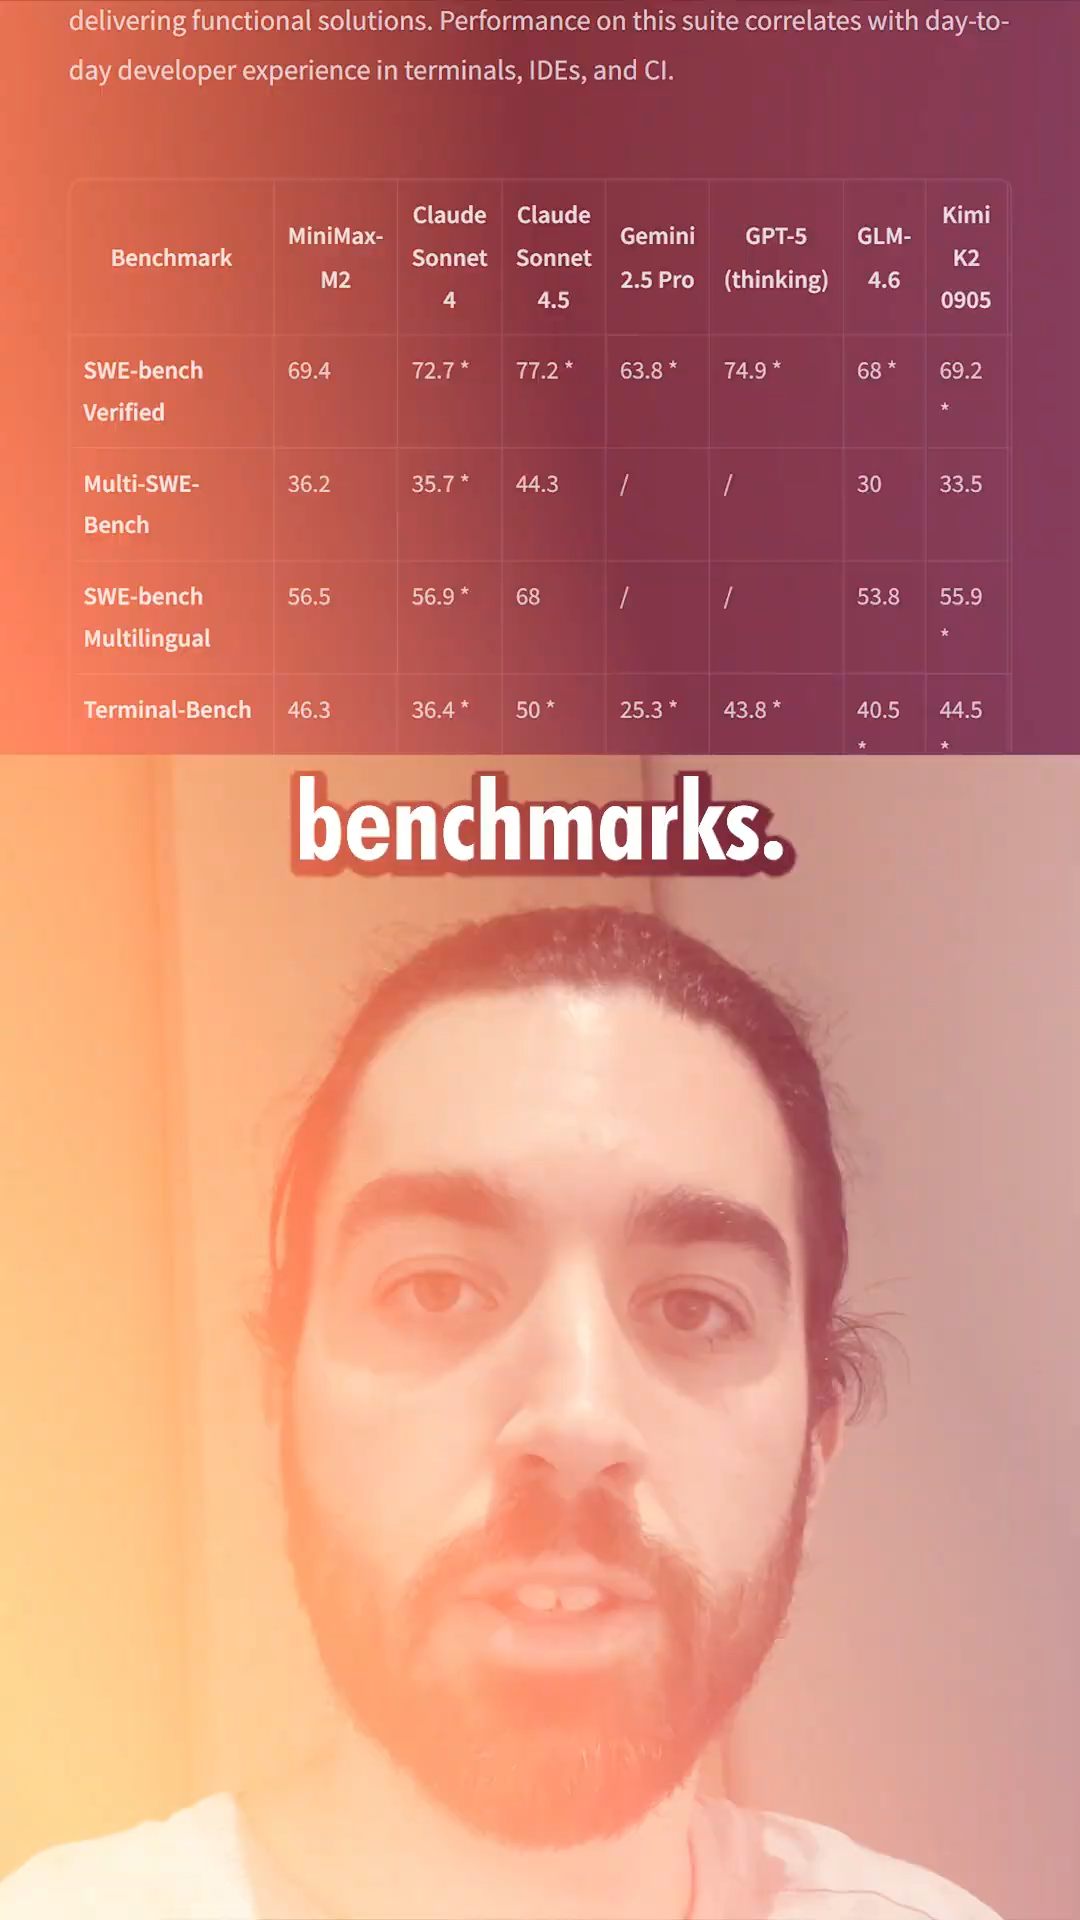 delivering functional solutions. Performance on this suite correlates with day-to-
day developer experience in terminals, IDEs, and CI.
Benchmark MiniMax-M2 Claude Sonnet 4 Claude Sonnet 4.5 Gemini 2.5 Pro GPT-5 (thinking) GLM-4.6 Kimi K2 0905
SWE-bench Verified 69.4 72.7 * 77.2 * 63.8 * 74.9 * 68 * 69.2 *
Multi-SWE-Bench 36.2 35.7 * 44.3 / / 30 33.5
SWE-bench Multilingual 56.5 56.9 * 68 / / 53.8 55.9 *
Terminal-Bench 46.3 36.4 * 50 * 25.3 * 43.8 * 40.5 * 44.5 *
benchmarks.